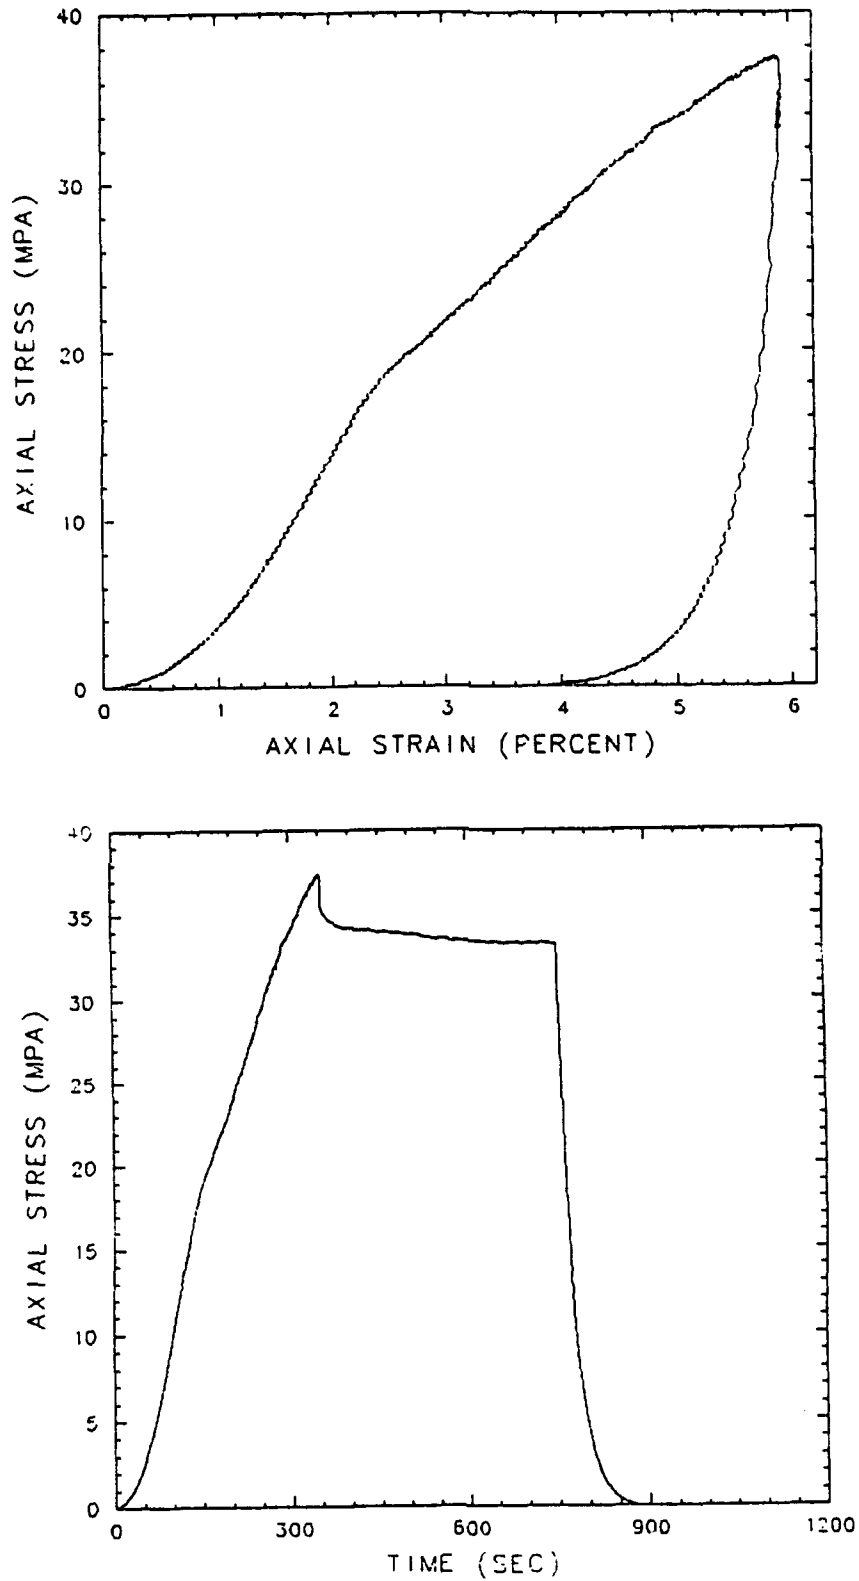 40
30
20
10
0
AXIAL STRESS (MPA)
0 1 2 3 4 5 6
AXIAL STRAIN (PERCENT)
40
35
30
25
20
15
10
5
0
AXIAL STRESS (MPA)
0 300 600 900 1200
TIME (SEC)